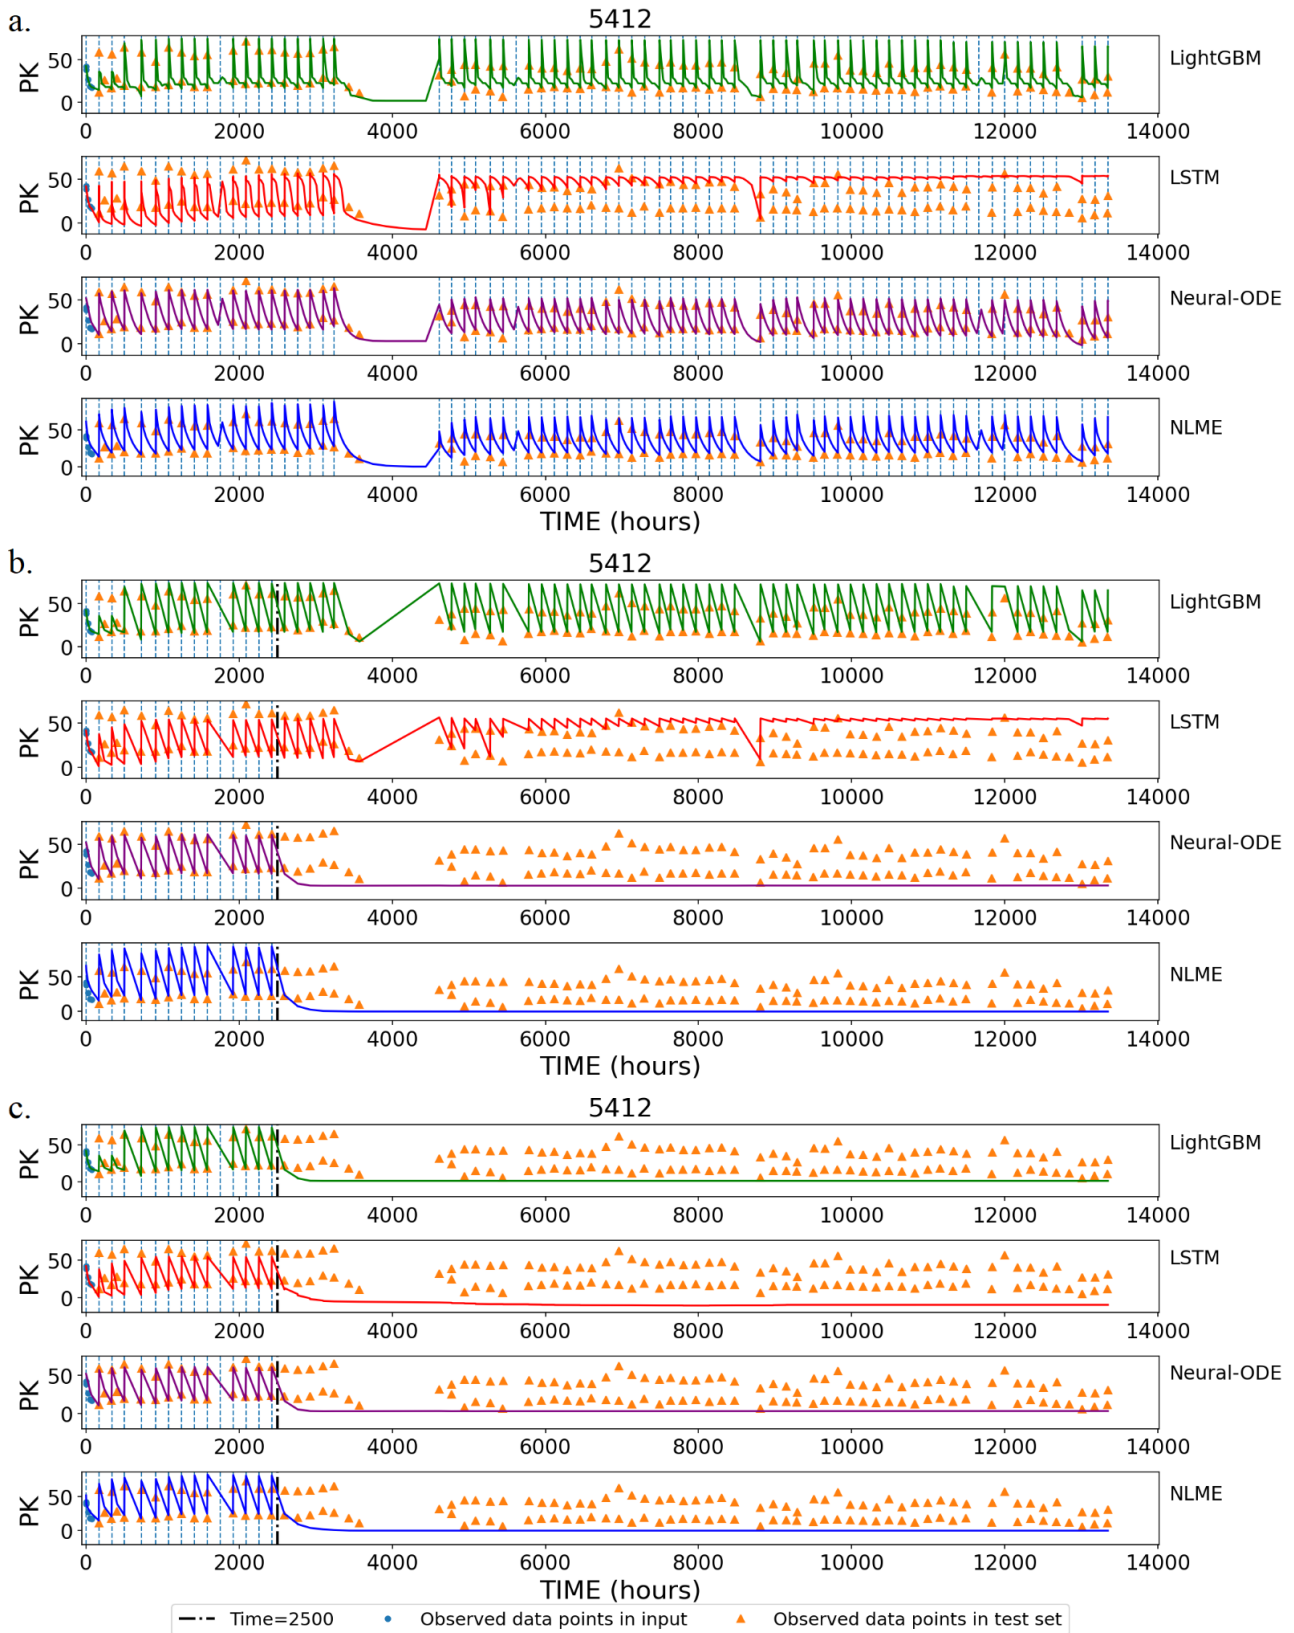 a.
5412
PK
50
0
LightGBM
0 2000 4000 6000 8000 10000 12000 14000
PK
50
0
LSTM
0 2000 4000 6000 8000 10000 12000 14000
PK
50
0
Neural-ODE
0 2000 4000 6000 8000 10000 12000 14000
PK
50
0
NLME
0 2000 4000 6000 8000 10000 12000 14000
TIME (hours)
b.
5412
PK
50
0
LightGBM
0 2000 4000 6000 8000 10000 12000 14000
PK
50
0
LSTM
0 2000 4000 6000 8000 10000 12000 14000
PK
50
0
Neural-ODE
0 2000 4000 6000 8000 10000 12000 14000
PK
50
0
NLME
0 2000 4000 6000 8000 10000 12000 14000
TIME (hours)
c.
5412
PK
50
0
LightGBM
0 2000 4000 6000 8000 10000 12000 14000
PK
50
0
LSTM
0 2000 4000 6000 8000 10000 12000 14000
PK
50
0
Neural-ODE
0 2000 4000 6000 8000 10000 12000 14000
PK
50
0
NLME
0 2000 4000 6000 8000 10000 12000 14000
TIME (hours)
Time=2500 Observed data points in input Observed data points in test set